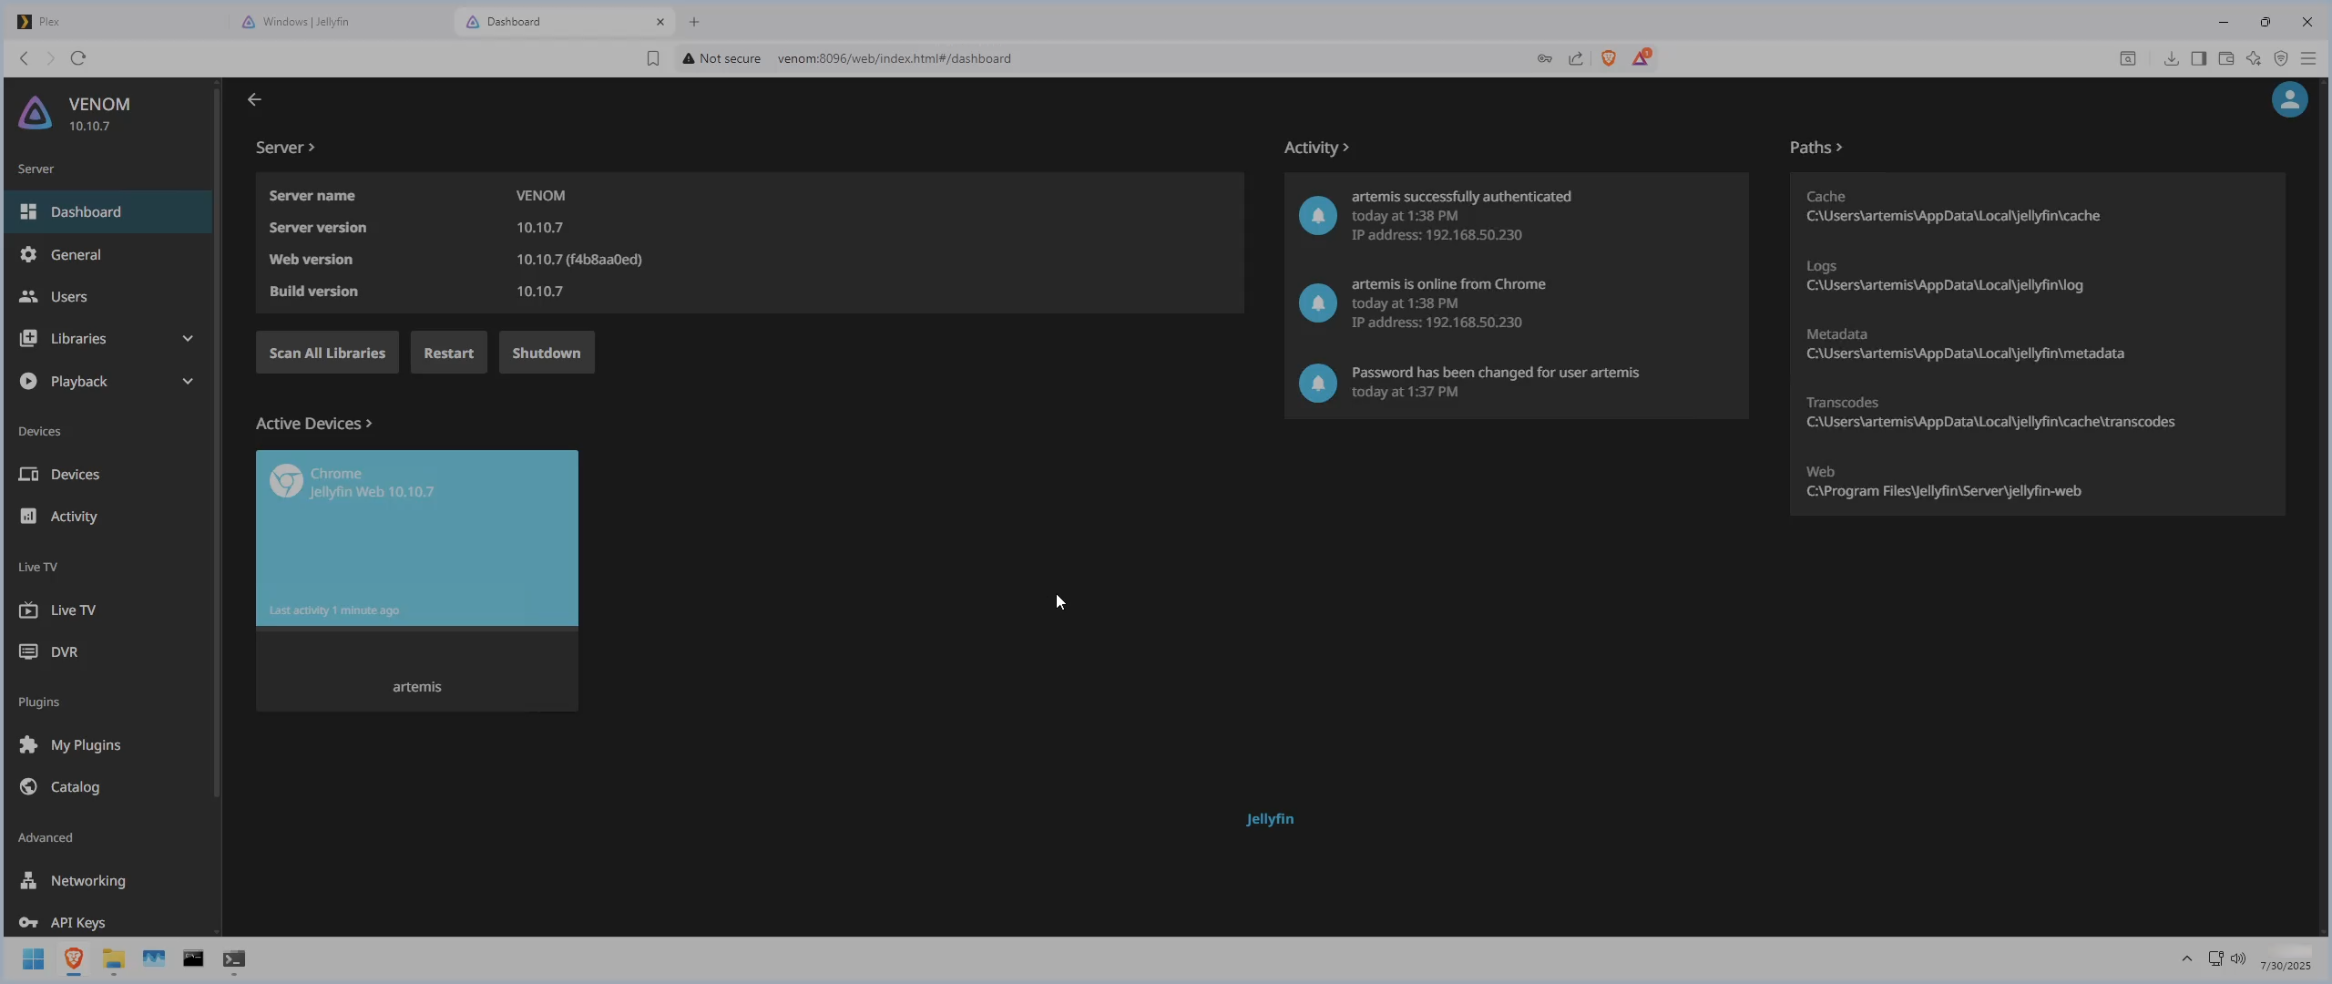 Plex
Windows | Jellyfin
Dashboard
Not secure venom:8096/web/index.html#/dashboard
1
VENOM
10.10.7
Server
Dashboard
General
Users
Libraries
Playback
Devices
Devices
Activity
Live TV
Live TV
DVR
Plugins
My Plugins
Catalog
Advanced
Networking
API Keys
Server
Server name VENOM
Server version 10.10.7
Web version 10.10.7 (f4b8aa0ed)
Build version 10.10.7
Scan All Libraries Restart Shutdown
Active Devices
Chrome
Jellyfin Web 10.10.7
Last activity 1 minute ago
artemis
Activity
artemis successfully authenticated
today at 1:38 PM
IP address: 192.168.50.230
artemis is online from Chrome
today at 1:38 PM
IP address: 192.168.50.230
Password has been changed for user artemis
today at 1:37 PM
Paths
Cache
C:\Users\artemis\AppData\Local\jellyfin\cache
Logs
C:\Users\artemis\AppData\Local\jellyfin\log
Metadata
C:\Users\artemis\AppData\Local\jellyfin\metadata
Transcodes
C:\Users\artemis\AppData\Local\jellyfin\cache\transcodes
Web
C:\Program Files\Jellyfin\Server\jellyfin-web
Jellyfin
7/30/2025